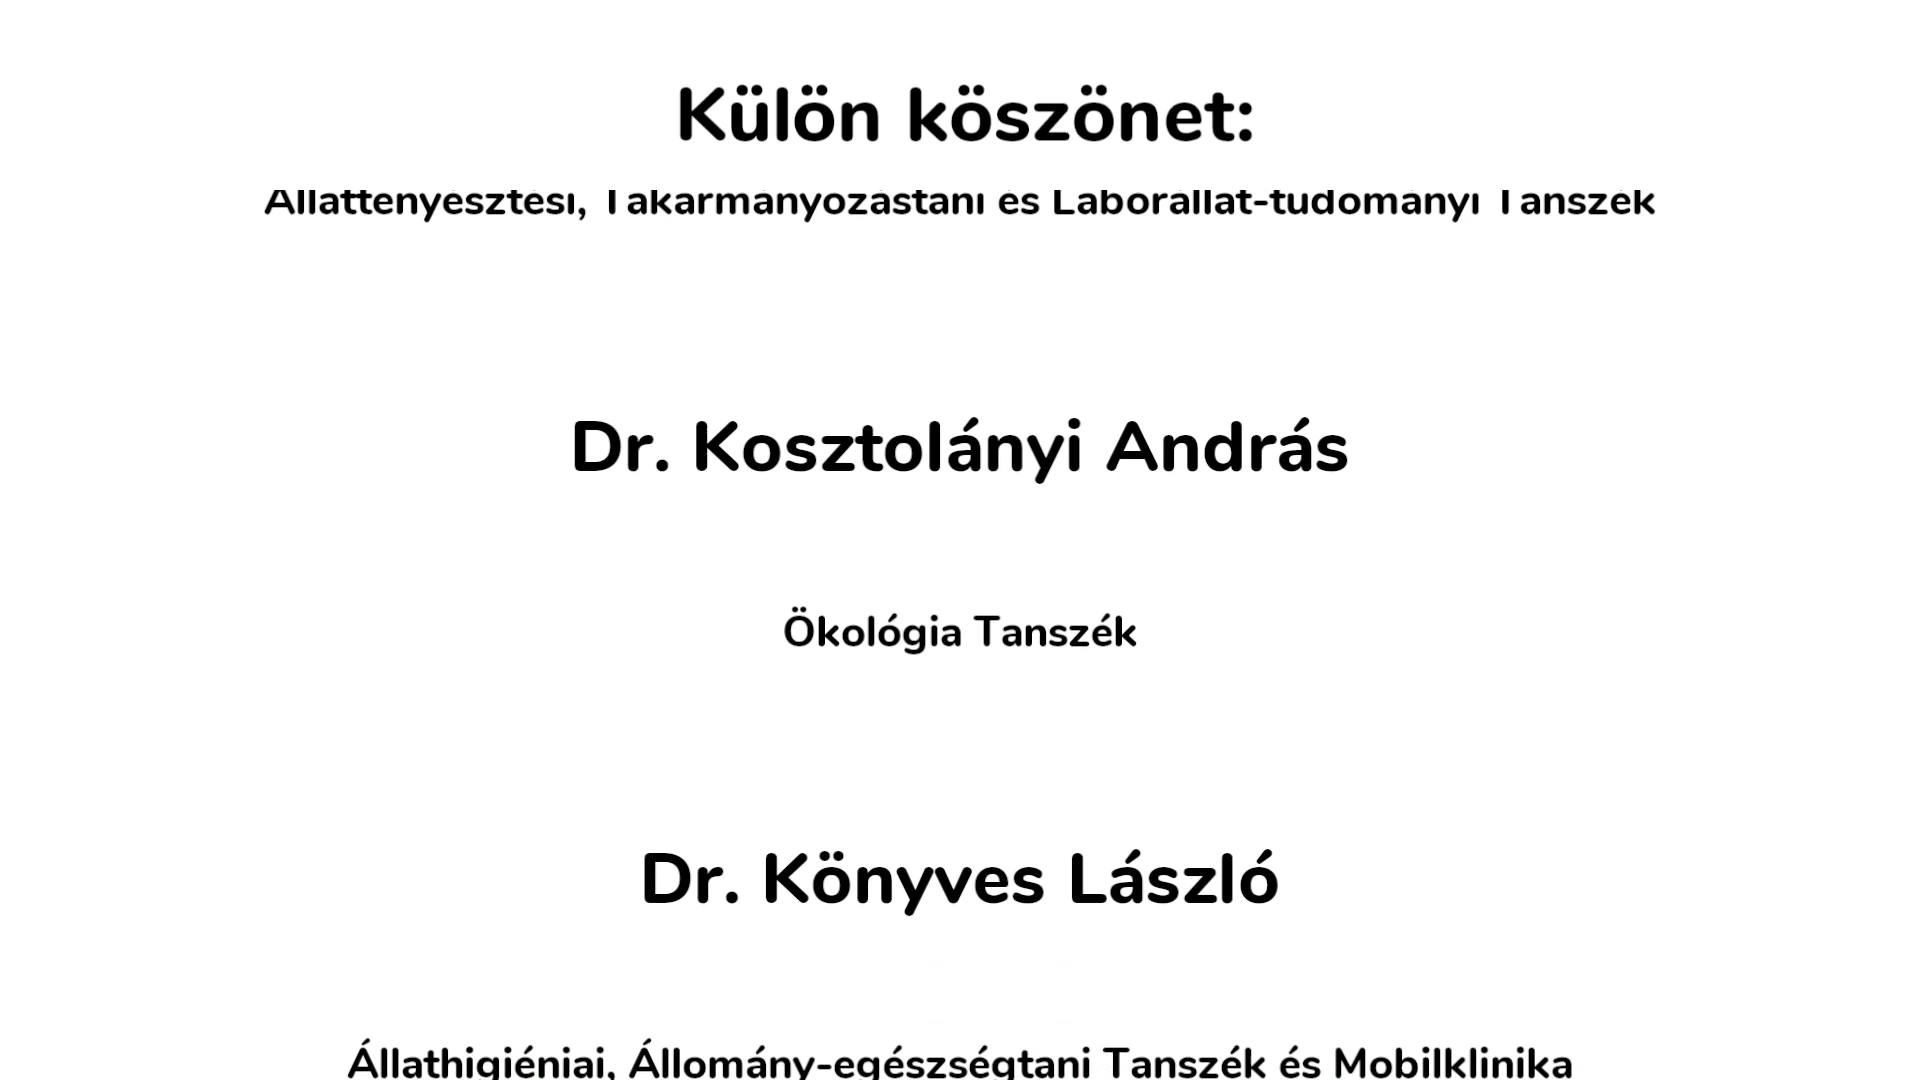 Külön köszönet:
Állattenyésztési, Takarmányozástani és Laborállat-tudományi Tanszék
Dr. Kosztolányi András
Ökológia Tanszék
Dr. Könyves László
Állathigiéniai, Állomány-egészségtani Tanszék és Mobilklinika